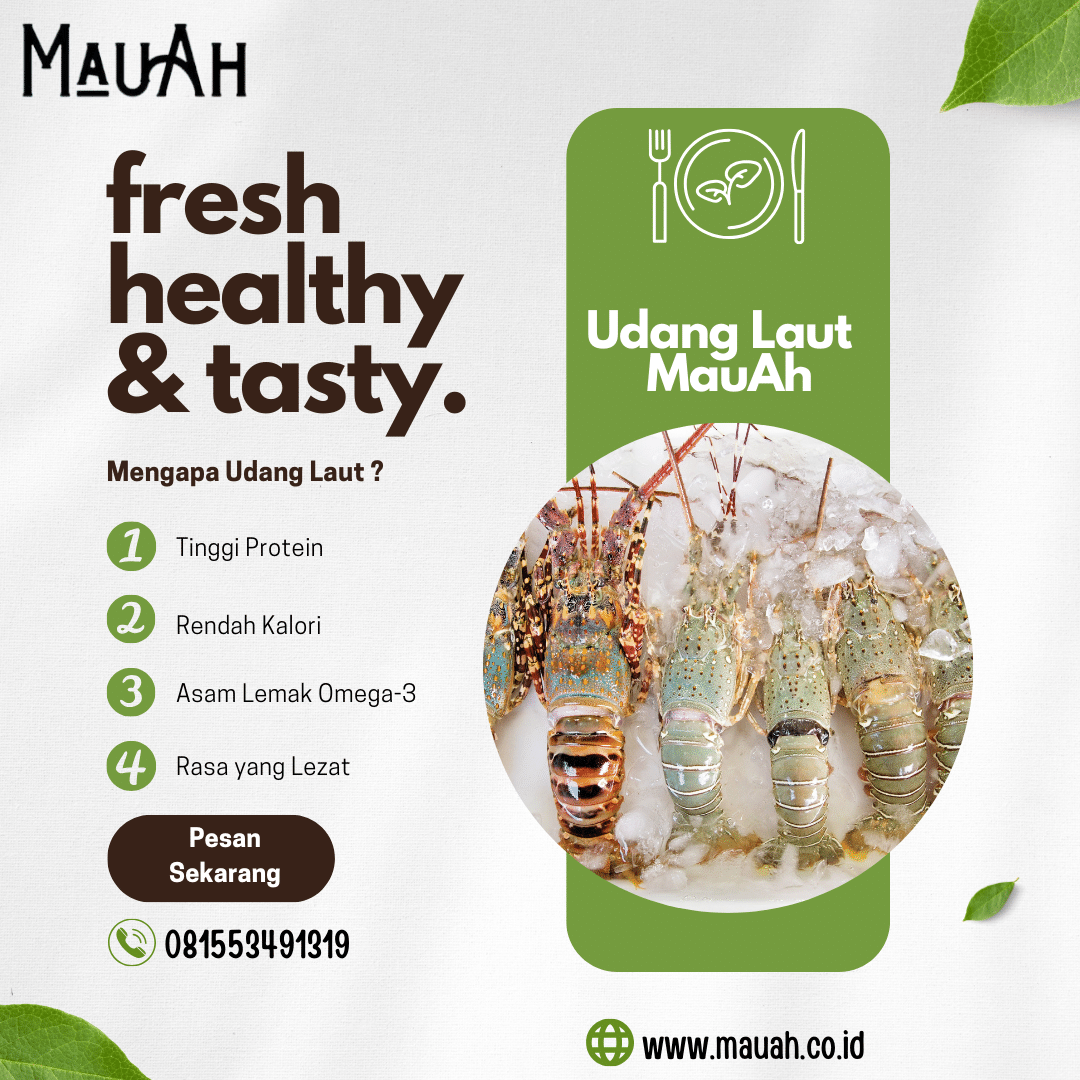 MAUAH
fresh
healthy
& tasty.
Mengapa Udang Laut ?
1 Tinggi Protein
2 Rendah Kalori
3 Asam Lemak Omega-3
4 Rasa yang Lezat
Pesan
Sekarang
081553491319
Udang Laut
MauAh
www.mauah.co.id